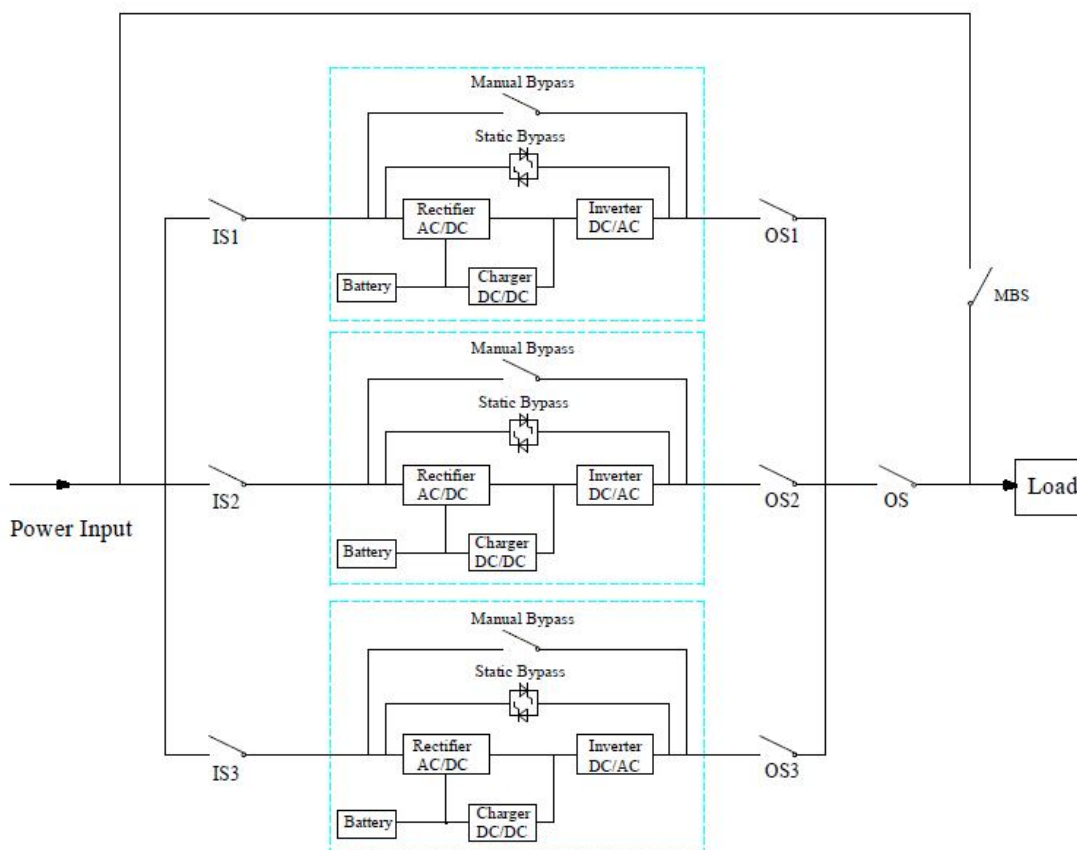 Manual Bypass
Static Bypass
Rectifier
AC/DC
Inverter
DC/AC
IS1
OS1
Battery
Charger
DC/DC
MBS
Manual Bypass
Static Bypass
Rectifier
AC/DC
Inverter
DC/AC
Power Input
IS2
OS2
OS
Load
Battery
Charger
DC/DC
Manual Bypass
Static Bypass
Rectifier
AC/DC
Inverter
DC/AC
IS3
OS3
Battery
Charger
DC/DC